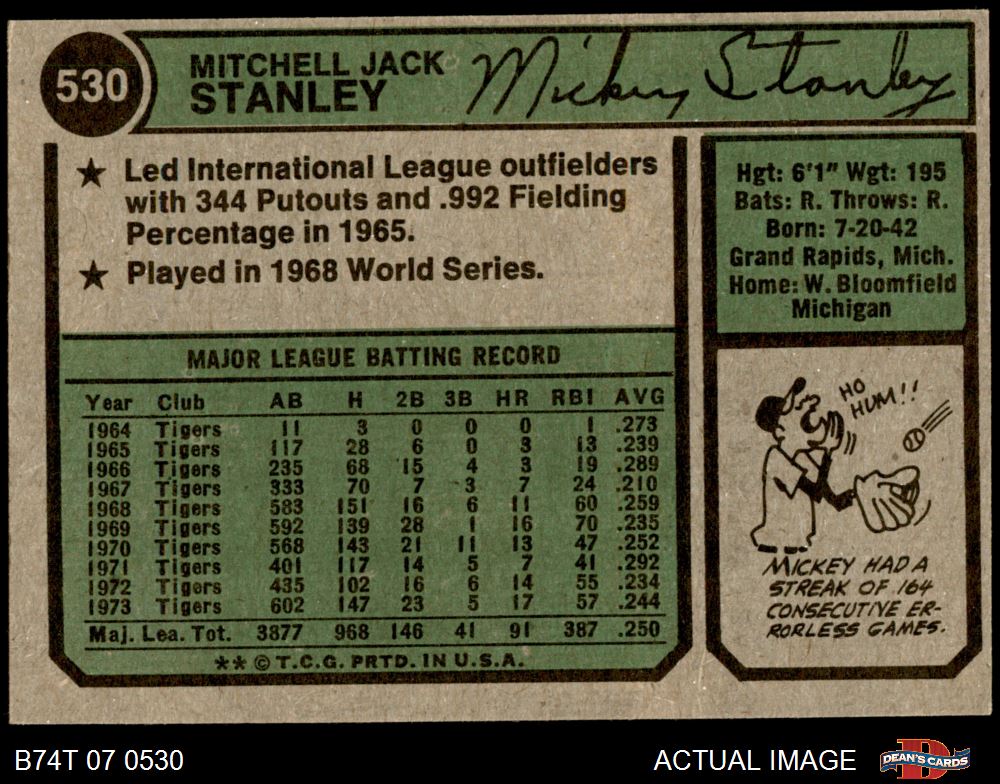 530
MITCHELL JACK
STANLEY
Mickey Stanley
★ Led International League outfielders
with 344 Putouts and .992 Fielding
Percentage in 1965.
★ Played in 1968 World Series.
Hgt: 6'1" Wgt: 195
Bats: R. Throws: R.
Born: 7-20-42
Grand Rapids, Mich.
Home: W. Bloomfield
Michigan
MAJOR LEAGUE BATTING RECORD
Year Club AB H 2B 3B HR RBI AVG
1964 Tigers 11 3 0 0 0 1 .273
1965 Tigers 117 28 6 0 3 13 .239
1966 Tigers 235 68 15 4 3 19 .289
1967 Tigers 333 70 7 3 7 24 .210
1968 Tigers 583 151 16 6 11 60 .259
1969 Tigers 592 139 28 1 16 70 .235
1970 Tigers 568 143 21 11 13 47 .252
1971 Tigers 401 117 14 5 7 41 .292
1972 Tigers 435 102 16 6 14 55 .234
1973 Tigers 602 147 23 5 17 57 .244
Maj. Lea. Tot. 3877 968 146 41 91 387 .250
** © T.C.G. PRTD. IN U.S.A.
HO
HUM!!
MICKEY HAD A
STREAK OF 164
CONSECUTIVE ER-
RORLESS GAMES.
B74T 07 0530
ACTUAL IMAGE
D
DEAN'S CARDS